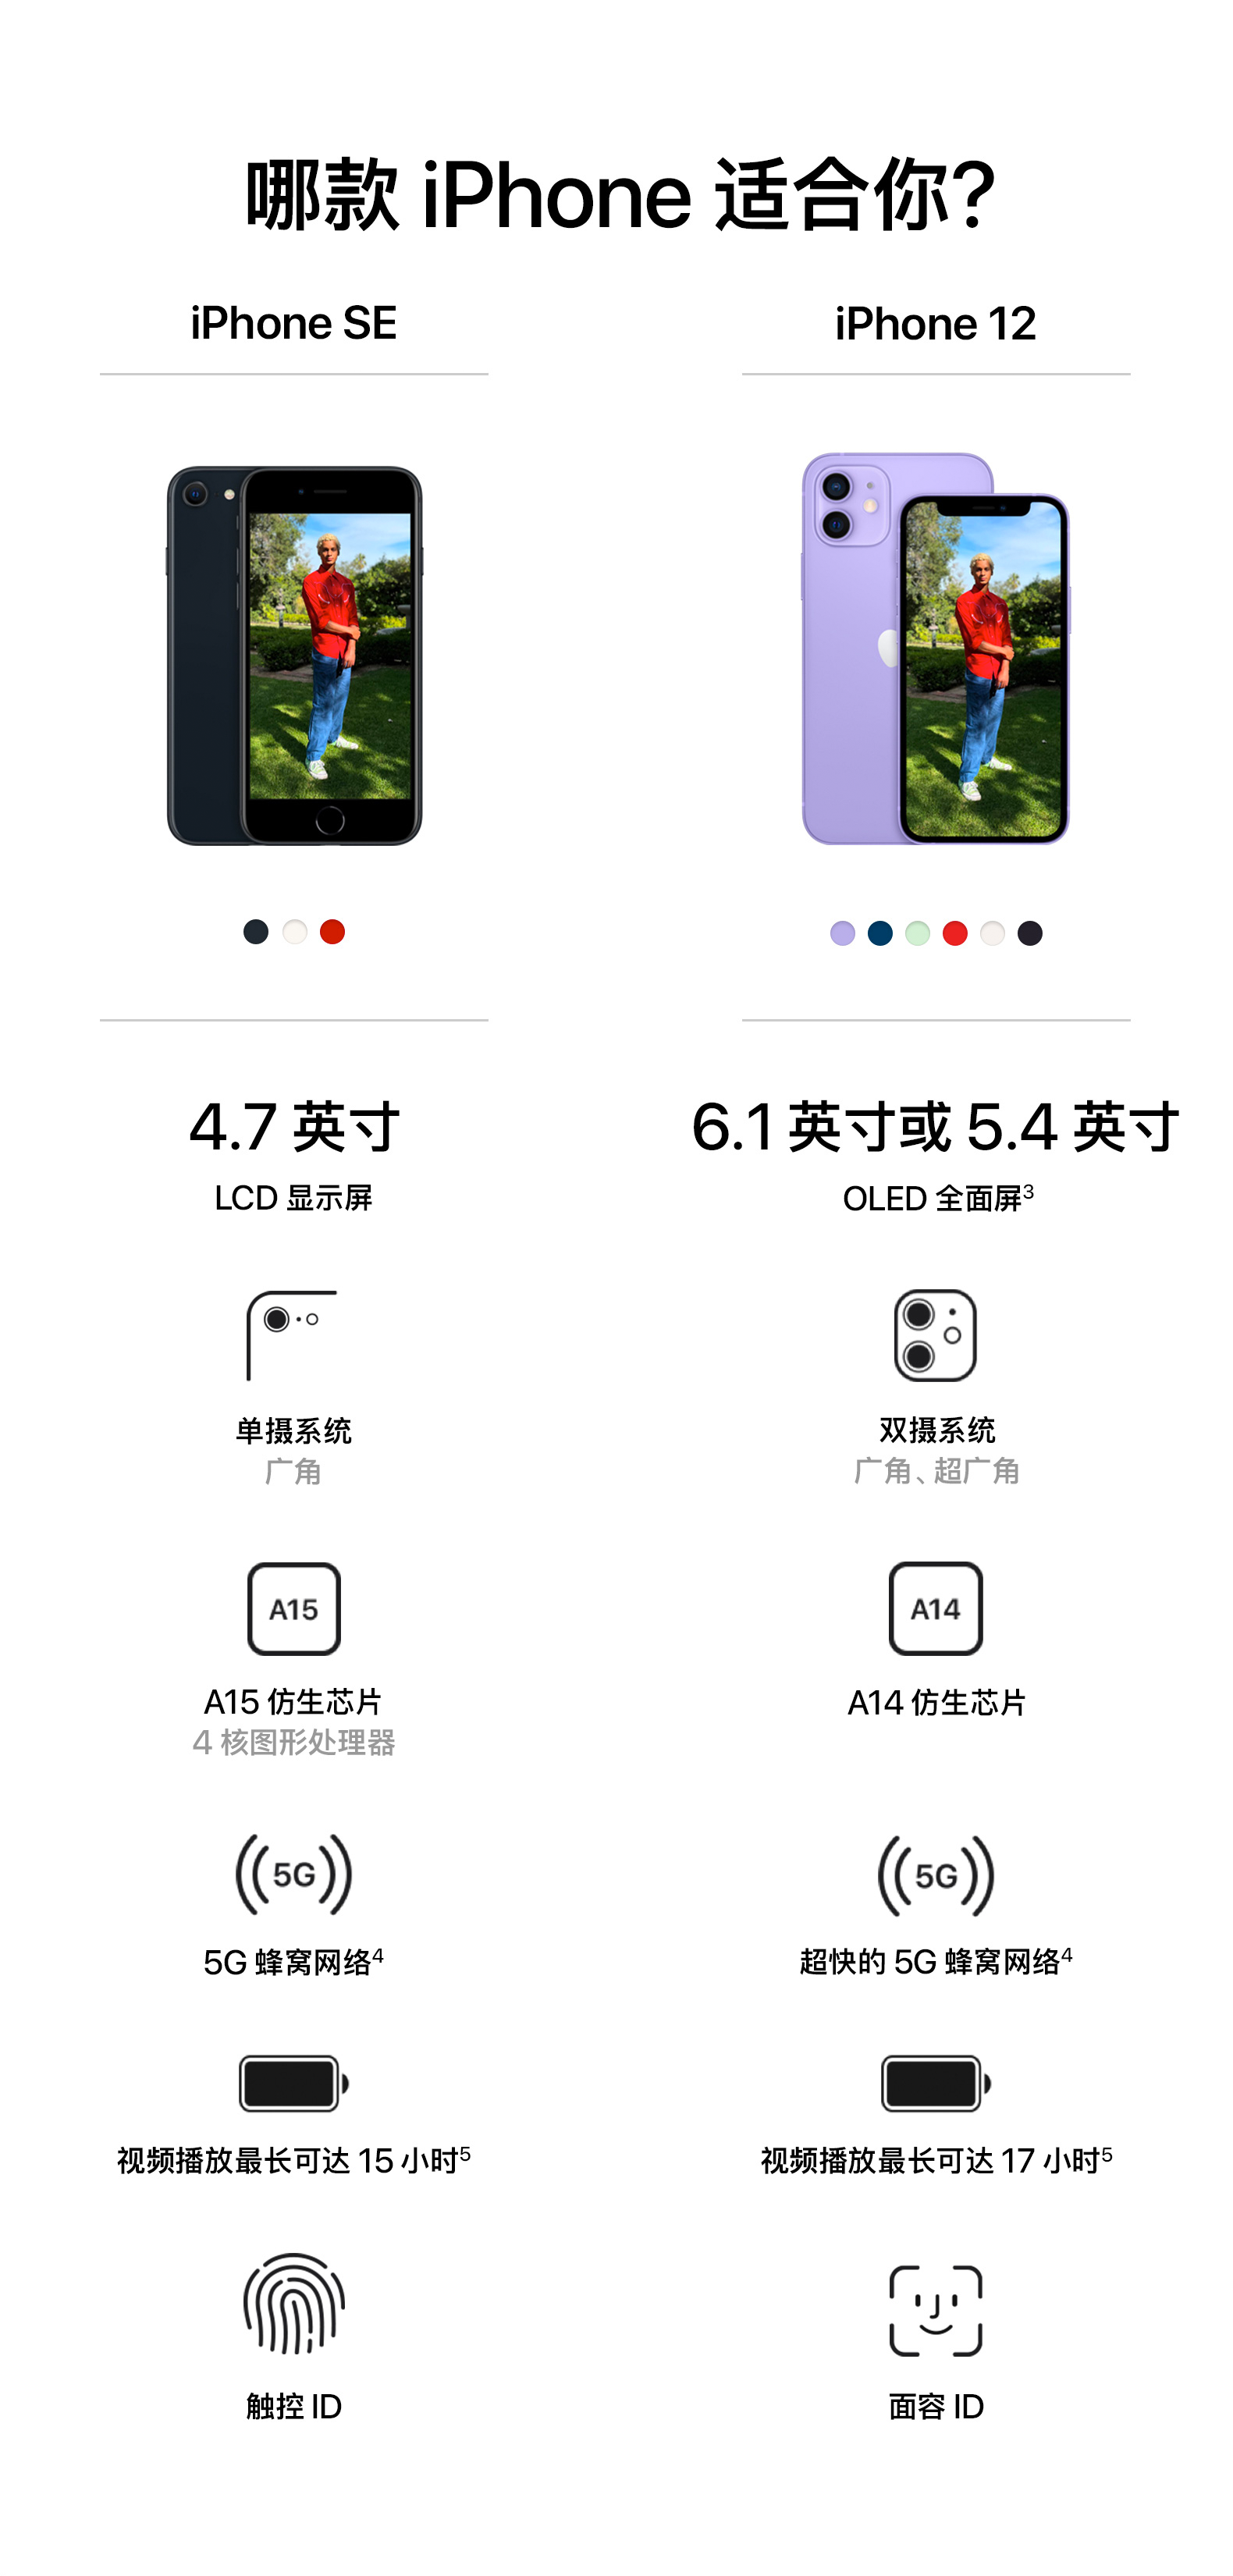 哪款 iPhone 适合你?
iPhone SE
iPhone 12
4.7 英寸
6.1 英寸或 5.4 英寸
LCD 显示屏
OLED 全面屏3
单摄系统
双摄系统
广角
广角、超广角
A15
A14
A15 仿生芯片
A14 仿生芯片
4 核图形处理器
5G
5G
5G 蜂窝网络4
超快的 5G 蜂窝网络4
视频播放最长可达 15 小时5
视频播放最长可达 17 小时5
触控 ID
面容 ID